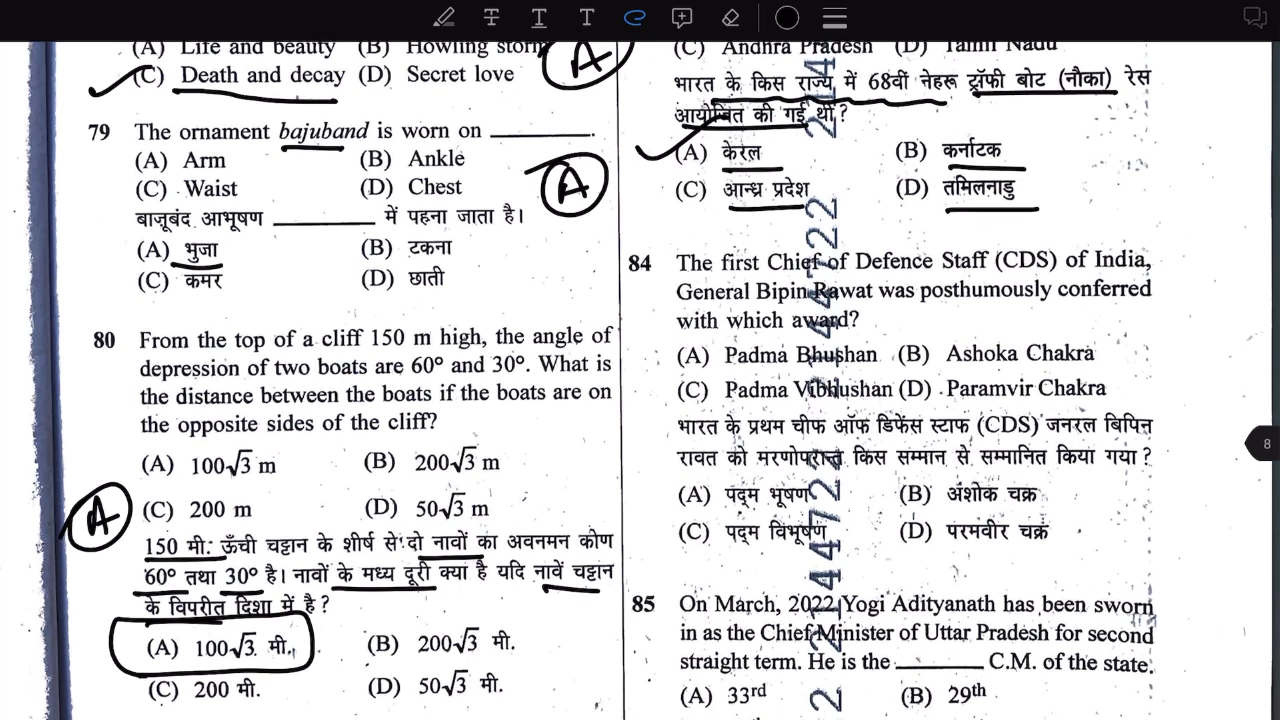 (A) Life and beauty (B) Howling storm
(C) Death and decay (D) Secret love
A
79 The ornament bajuband is worn on ________.
(A) Arm (B) Ankle
(C) Waist (D) Chest
A
बाजूबंद आभूषण ________ में पहना जाता है।
(A) भुजा (B) टकना
(C) कमर (D) छाती
80 From the top of a cliff 150 m high, the angle of
depression of two boats are 60° and 30°. What is
the distance between the boats if the boats are on
the opposite sides of the cliff?
(A) 100√3 m (B) 200√3 m
(C) 200 m (D) 50√3 m
A
150 मी. ऊँची चट्टान के शीर्ष से दो नावों का अवनमन कोण
60° तथा 30° है। नावों के मध्य दूरी क्या है यदि नावें चट्टान
के विपरीत दिशा में है?
(A) 100√3 मी. (B) 200√3 मी.
(C) 200 मी. (D) 50√3 मी.
(C) Andhra Pradesh (D) Tamil Nadu
भारत के किस राज्य में 68वीं नेहरू ट्रॉफी बोट (नौका) रेस
आयोजित की गई थी?
(A) केरल (B) कर्नाटक
(C) आन्ध्र प्रदेश (D) तमिलनाडु
84 The first Chief of Defence Staff (CDS) of India,
General Bipin Rawat was posthumously conferred
with which award?
(A) Padma Bhushan (B) Ashoka Chakra
(C) Padma Vibhushan (D) Paramvir Chakra
भारत के प्रथम चीफ ऑफ डिफेंस स्टाफ (CDS) जनरल बिपिन
रावत को मरणोपरान्त किस सम्मान से सम्मानित किया गया?
(A) पद्म भूषण (B) अशोक चक्र
(C) पद्म विभूषण (D) परमवीर चक्र
85 On March, 2022 Yogi Adityanath has been sworn
in as the Chief Minister of Uttar Pradesh for second
straight term. He is the ________ C.M. of the state.
(A) 33rd (B) 29th
8